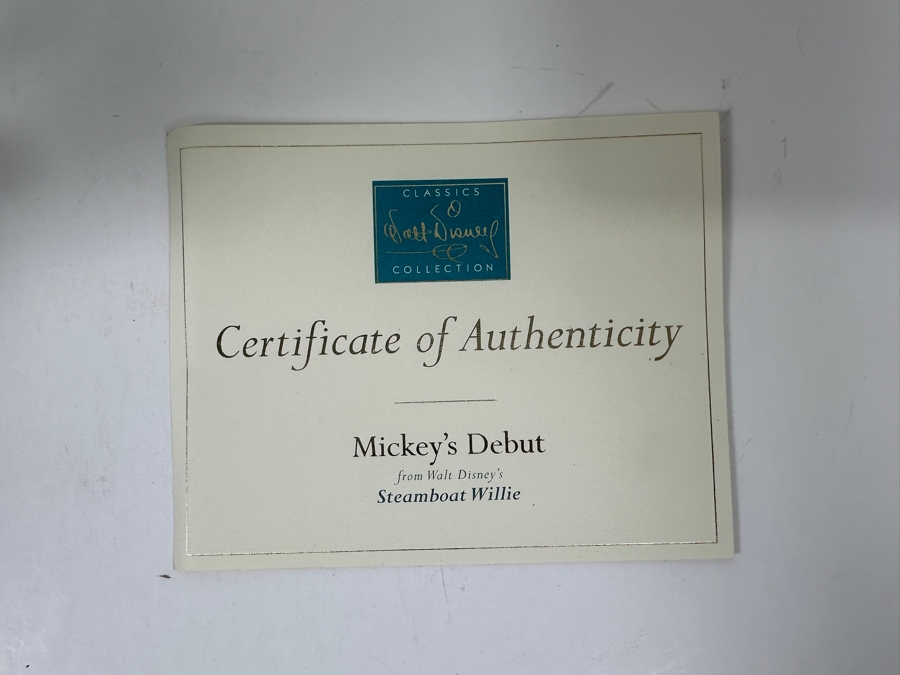 CLASSICS
Walt Disney
COLLECTION
Certificate of Authenticity
Mickey's Debut
from Walt Disney's
Steamboat Willie